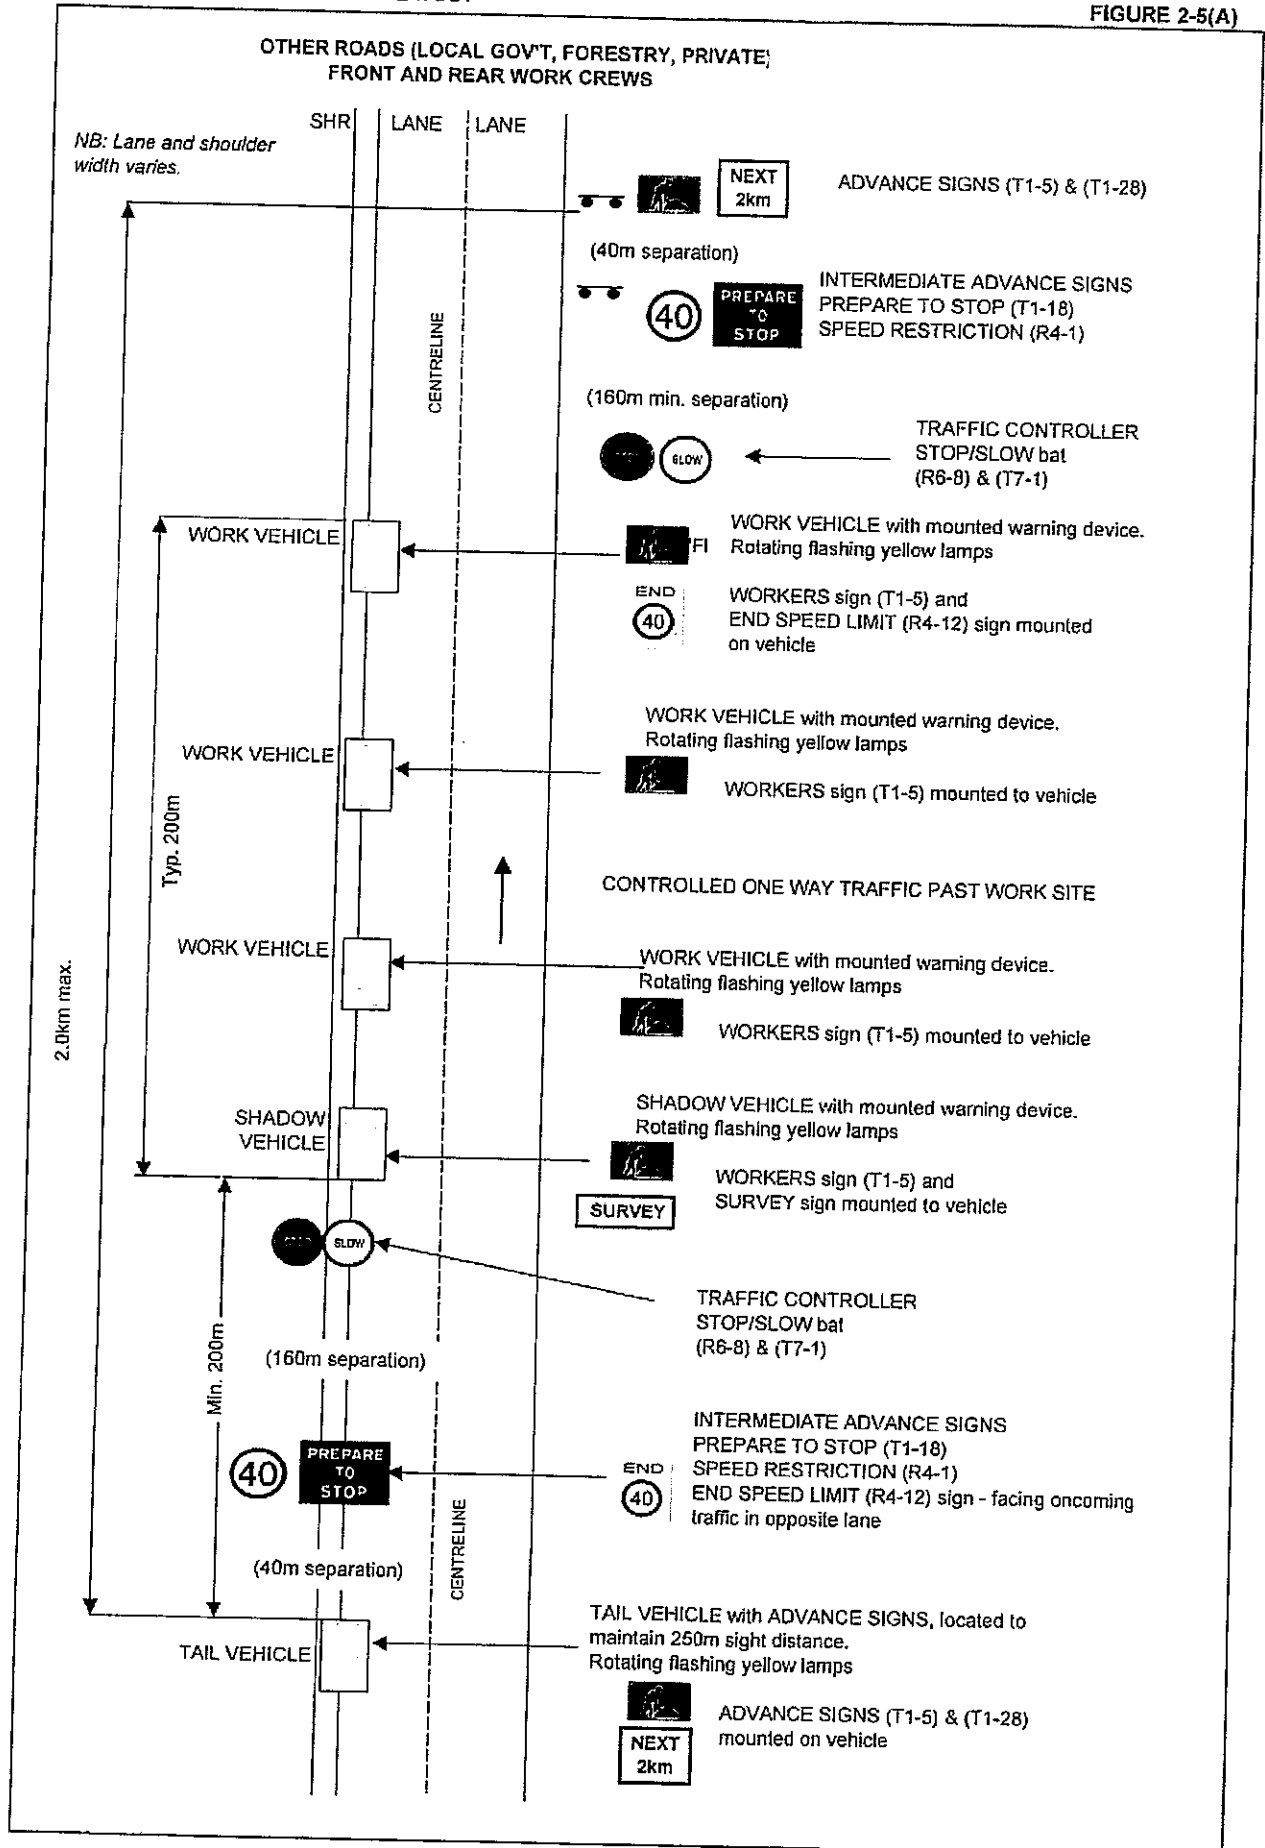 FIGURE 2-5(A)
OTHER ROADS (LOCAL GOV'T, FORESTRY, PRIVATE)
FRONT AND REAR WORK CREWS
NB: Lane and shoulder
width varies.
SHR
LANE
LANE
NEXT
2km
ADVANCE SIGNS (T1-5) & (T1-28)
(40m separation)
CENTRELINE
40
PREPARE
TO
STOP
INTERMEDIATE ADVANCE SIGNS
PREPARE TO STOP (T1-18)
SPEED RESTRICTION (R4-1)
(160m min. separation)
STOP
SLOW
TRAFFIC CONTROLLER
STOP/SLOW bat
(R6-8) & (T7-1)
WORK VEHICLE
FI
WORK VEHICLE with mounted warning device.
Rotating flashing yellow lamps
END
40
WORKERS sign (T1-5) and
END SPEED LIMIT (R4-12) sign mounted
on vehicle
WORK VEHICLE
WORK VEHICLE with mounted warning device.
Rotating flashing yellow lamps
WORKERS sign (T1-5) mounted to vehicle
Typ. 200m
CONTROLLED ONE WAY TRAFFIC PAST WORK SITE
WORK VEHICLE
WORK VEHICLE with mounted warning device.
Rotating flashing yellow lamps
WORKERS sign (T1-5) mounted to vehicle
2.0km max.
SHADOW
VEHICLE
SHADOW VEHICLE with mounted warning device.
Rotating flashing yellow lamps
WORKERS sign (T1-5) and
SURVEY sign mounted to vehicle
SURVEY
STOP
SLOW
TRAFFIC CONTROLLER
STOP/SLOW bat
(R6-8) & (T7-1)
Min. 200m
(160m separation)
40
PREPARE
TO
STOP
END
40
INTERMEDIATE ADVANCE SIGNS
PREPARE TO STOP (T1-18)
SPEED RESTRICTION (R4-1)
END SPEED LIMIT (R4-12) sign - facing oncoming
traffic in opposite lane
CENTRELINE
(40m separation)
TAIL VEHICLE
TAIL VEHICLE with ADVANCE SIGNS, located to
maintain 250m sight distance.
Rotating flashing yellow lamps
NEXT
2km
ADVANCE SIGNS (T1-5) & (T1-28)
mounted on vehicle